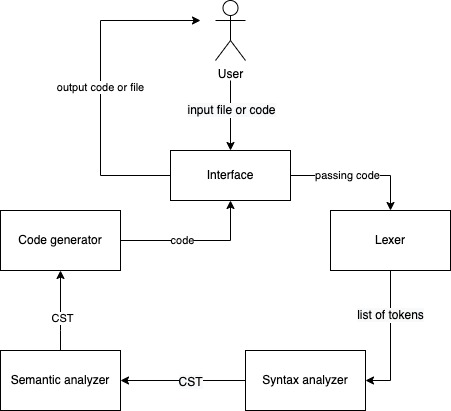 User
output code or file
input file or code
Interface
passing code
Code generator
code
Lexer
CST
list of tokens
Semantic analyzer
CST
Syntax analyzer